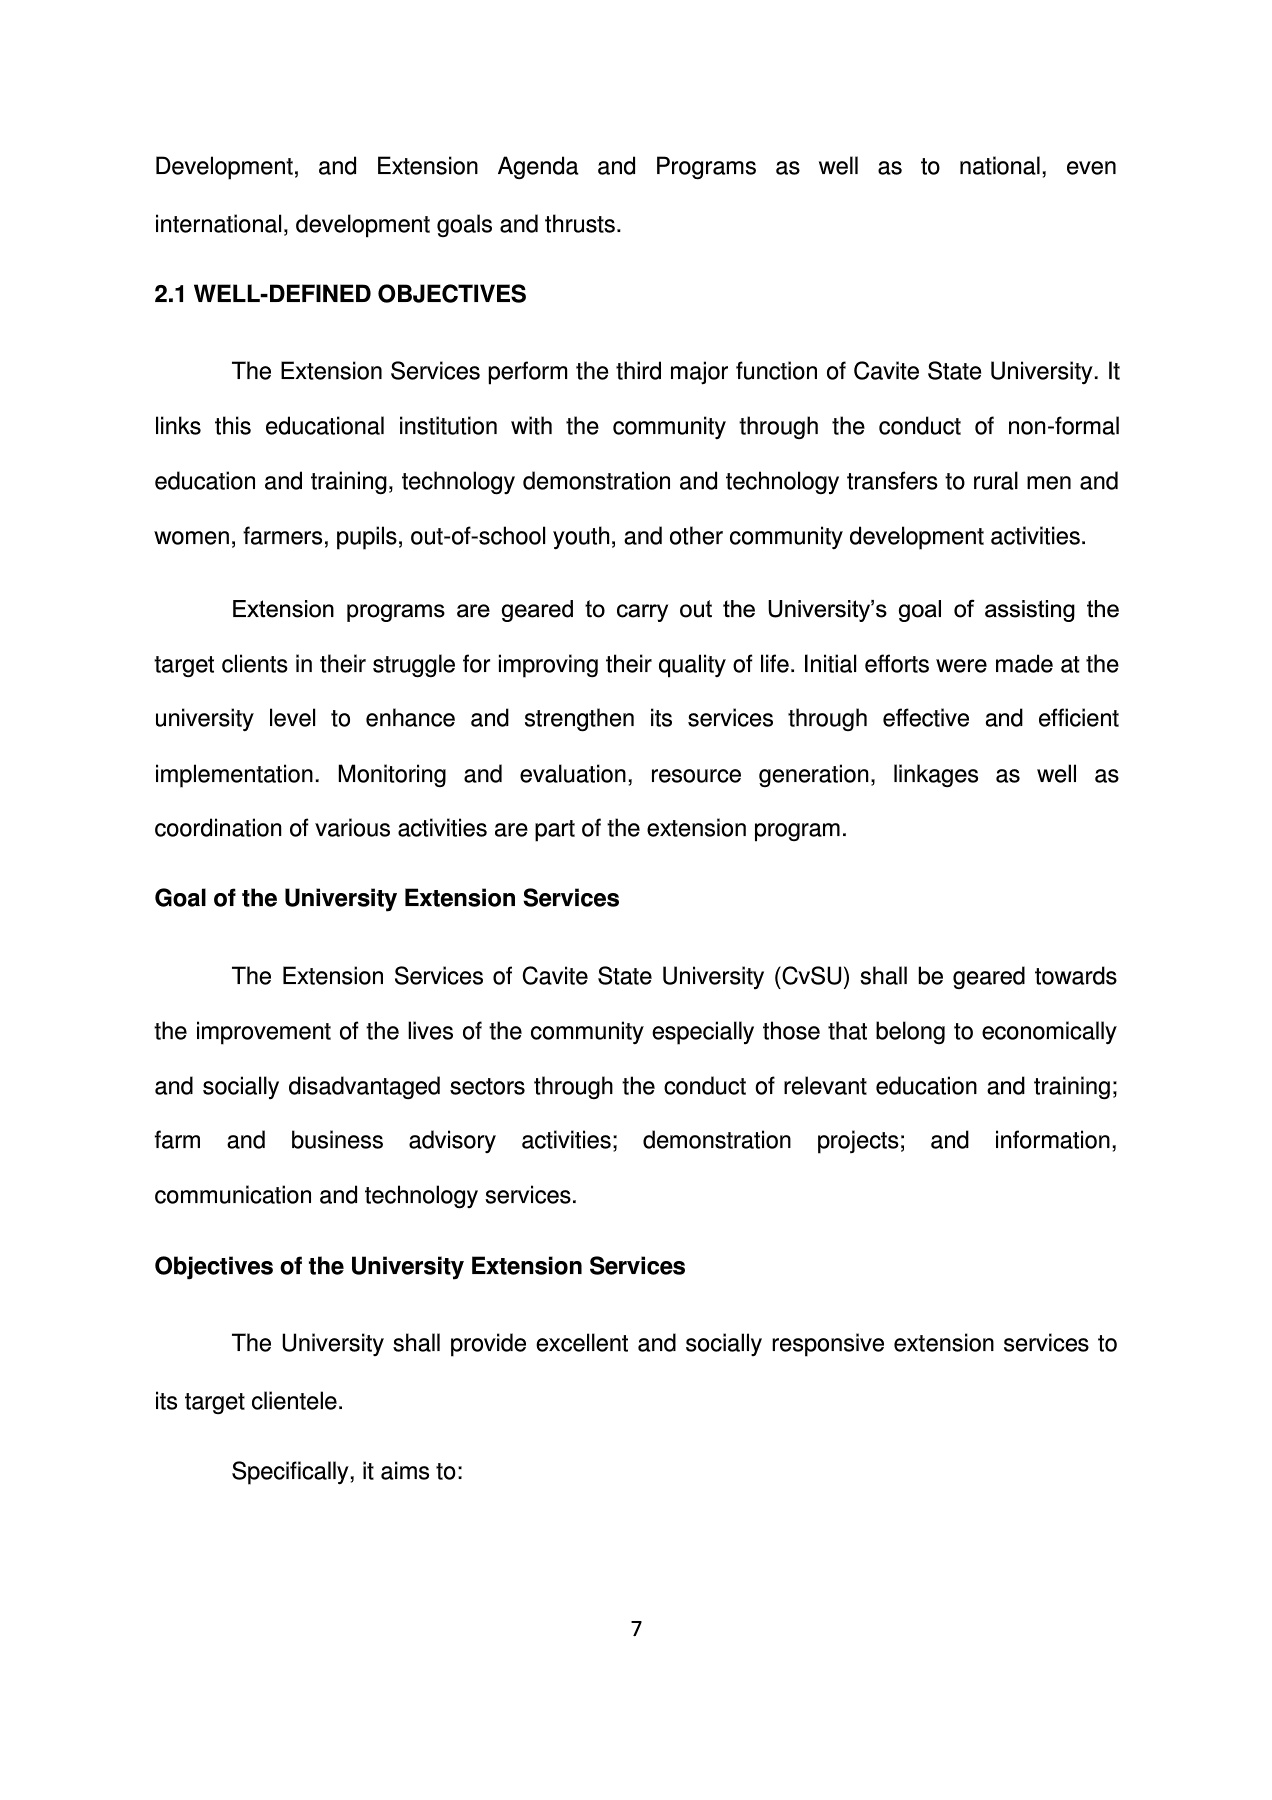 Development, and Extension Agenda and Programs as well as to national, even
international, development goals and thrusts.
2.1 WELL-DEFINED OBJECTIVES
The Extension Services perform the third major function of Cavite State University. It
links this educational institution with the community through the conduct of non-formal
education and training, technology demonstration and technology transfers to rural men and
women, farmers, pupils, out-of-school youth, and other community development activities.
Extension programs are geared to carry out the University’s goal of assisting the
target clients in their struggle for improving their quality of life. Initial efforts were made at the
university level to enhance and strengthen its services through effective and efficient
implementation. Monitoring and evaluation, resource generation, linkages as well as
coordination of various activities are part of the extension program.
Goal of the University Extension Services
The Extension Services of Cavite State University (CvSU) shall be geared towards
the improvement of the lives of the community especially those that belong to economically
and socially disadvantaged sectors through the conduct of relevant education and training;
farm and business advisory activities; demonstration projects; and information,
communication and technology services.
Objectives of the University Extension Services
The University shall provide excellent and socially responsive extension services to
its target clientele.
Specifically, it aims to:
7